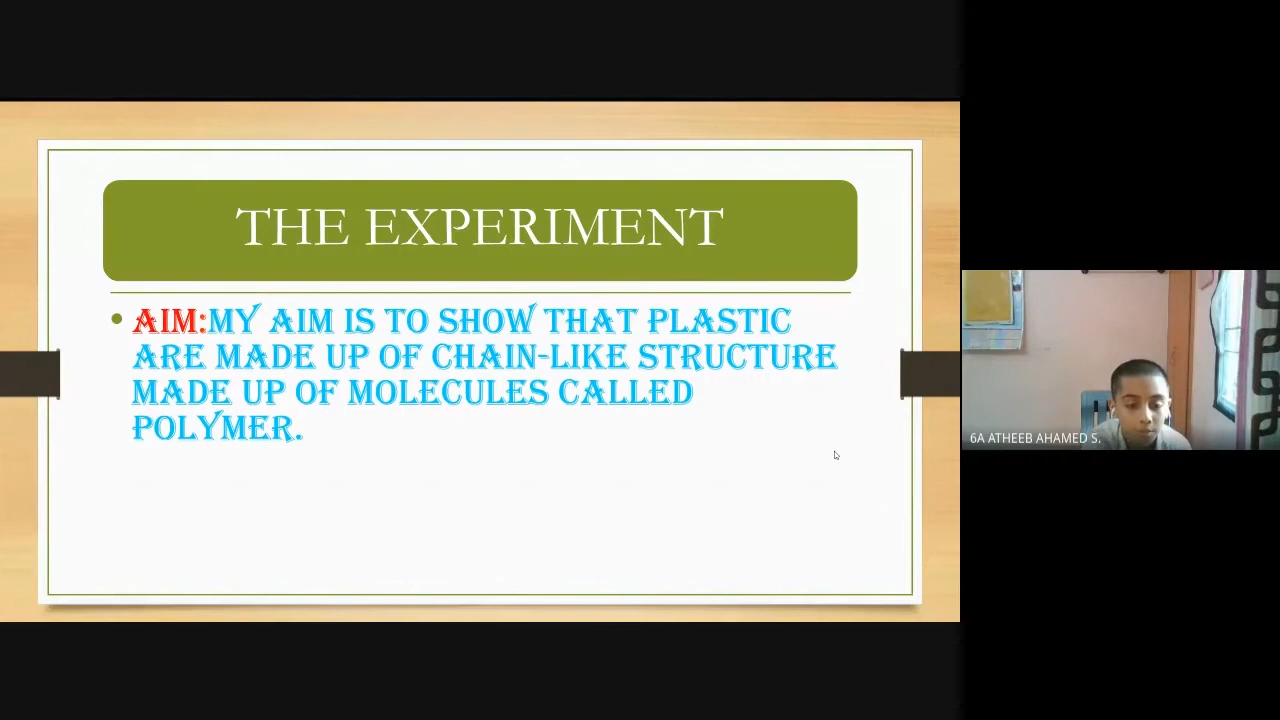 THE EXPERIMENT
AIM:MY AIM IS TO SHOW THAT PLASTIC
ARE MADE UP OF CHAIN-LIKE STRUCTURE
MADE UP OF MOLECULES CALLED
POLYMER.
6A ATHEEB AHAMED S.